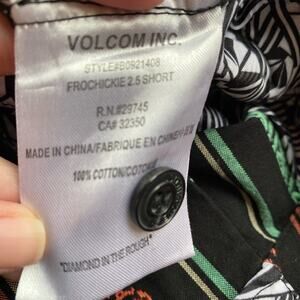 VOLCOM INC.
STYLE#B0921408
FROCHICKIE 2.5 SHORT
R.N.#29745
CA# 32350
MADE IN CHINA/FABRIQUE EN CHINE
100% COTTON/COTON
"DIAMOND IN THE ROUGH"